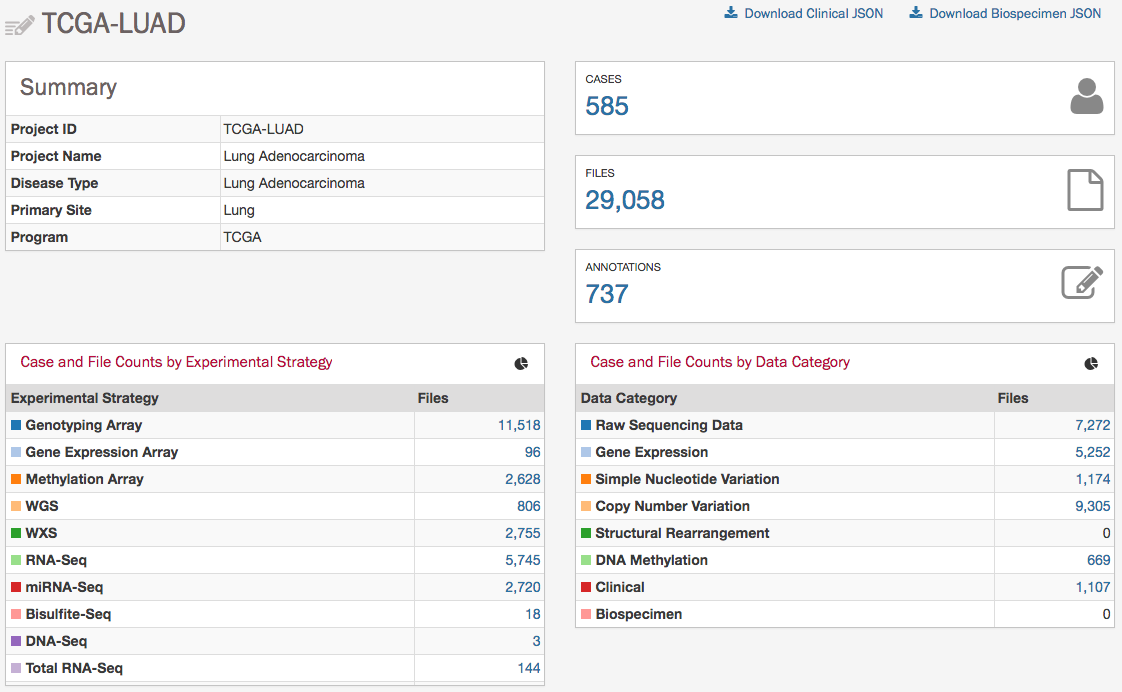 TCGA-LUAD
Download Clinical JSON Download Biospecimen JSON
Summary
Project ID TCGA-LUAD
Project Name Lung Adenocarcinoma
Disease Type Lung Adenocarcinoma
Primary Site Lung
Program TCGA
CASES
585
FILES
29,058
ANNOTATIONS
737
Case and File Counts by Experimental Strategy
Experimental Strategy Files
Genotyping Array 11,518
Gene Expression Array 96
Methylation Array 2,628
WGS 806
WXS 2,755
RNA-Seq 5,745
miRNA-Seq 2,720
Bisulfite-Seq 18
DNA-Seq 3
Total RNA-Seq 144
Case and File Counts by Data Category
Data Category Files
Raw Sequencing Data 7,272
Gene Expression 5,252
Simple Nucleotide Variation 1,174
Copy Number Variation 9,305
Structural Rearrangement 0
DNA Methylation 669
Clinical 1,107
Biospecimen 0